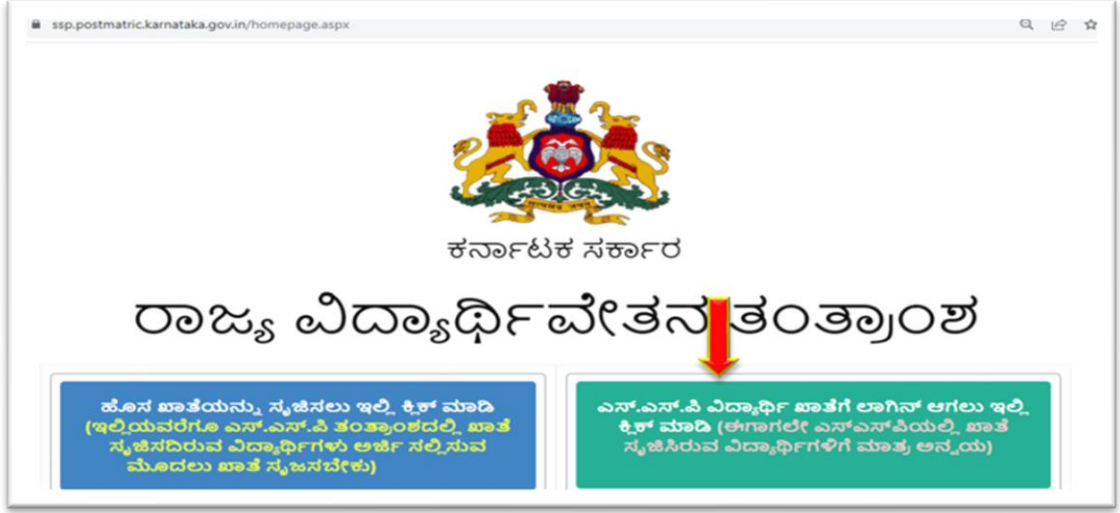 ssp.postmatric.karnataka.gov.in/homepage.aspx
ಕರ್ನಾಟಕ ಸರ್ಕಾರ
ರಾಜ್ಯ ವಿದ್ಯಾರ್ಥಿವೇತನ ತಂತ್ರಾಂಶ
ಹೊಸ ಖಾತೆಯನ್ನು ಸೃಜಿಸಲು ಇಲ್ಲಿ ಕ್ಲಿಕ್ ಮಾಡಿ
(ಇಲ್ಲಿಯವರೆಗೂ ಎಸ್.ಎಸ್.ಪಿ ತಂತ್ರಾಂಶದಲ್ಲಿ ಖಾತೆ
ಸೃಜಿಸದಿರುವ ವಿದ್ಯಾರ್ಥಿಗಳು ಅರ್ಜಿ ಸಲ್ಲಿಸುವ
ಮೊದಲು ಖಾತೆ ಸೃಜಸಬೇಕು)
ಎಸ್.ಎಸ್.ಪಿ ವಿದ್ಯಾರ್ಥಿ ಖಾತೆಗೆ ಲಾಗಿನ್ ಆಗಲು ಇಲ್ಲಿ
ಕ್ಲಿಕ್ ಮಾಡಿ (ಈಗಾಗಲೇ ಎಸ್ಎಸ್‌ಪಿಯಲ್ಲಿ ಖಾತೆ
ಸೃಜಿಸಿರುವ ವಿದ್ಯಾರ್ಥಿಗಳಿಗೆ ಮಾತ್ರ ಅನ್ವಯ)